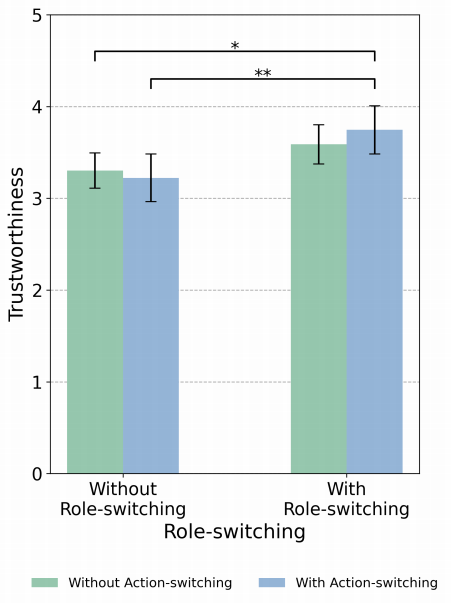 5
*
**
4
3
2
1
0
Trustworthiness
Without
Role-switching
With
Role-switching
Role-switching
Without Action-switching
With Action-switching